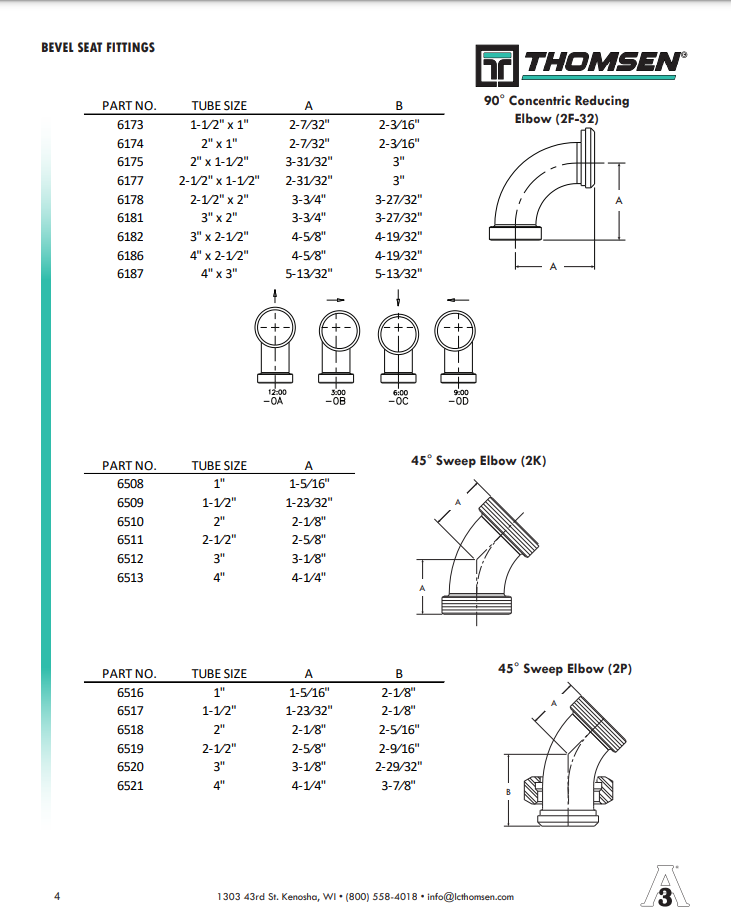 BEVEL SEAT FITTINGS
THOMSEN®
90° Concentric Reducing
Elbow (2F-32)
PART NO. TUBE SIZE A B
6173 1-1/2" x 1" 2-7/32" 2-3/16"
6174 2" x 1" 2-7/32" 2-3/16"
6175 2" x 1-1/2" 3-31/32" 3"
6177 2-1/2" x 1-1/2" 2-31/32" 3"
6178 2-1/2" x 2" 3-3/4" 3-27/32"
6181 3" x 2" 3-3/4" 3-27/32"
6182 3" x 2-1/2" 4-5/8" 4-19/32"
6186 4" x 2-1/2" 4-5/8" 4-19/32"
6187 4" x 3" 5-13/32" 5-13/32"
A
A
12:00 3:00 6:00 9:00
-OA -OB -OC -OD
45° Sweep Elbow (2K)
PART NO. TUBE SIZE A
6508 1" 1-5/16"
6509 1-1/2" 1-23/32"
6510 2" 2-1/8"
6511 2-1/2" 2-5/8"
6512 3" 3-1/8"
6513 4" 4-1/4"
A
A
45° Sweep Elbow (2P)
PART NO. TUBE SIZE A B
6516 1" 1-5/16" 2-1/8"
6517 1-1/2" 1-23/32" 2-1/8"
6518 2" 2-1/8" 2-5/16"
6519 2-1/2" 2-5/8" 2-9/16"
6520 3" 3-1/8" 2-29/32"
6521 4" 4-1/4" 3-7/8"
A
B
4
1303 43rd St. Kenosha, WI • (800) 558-4018 • info@lcthomsen.com
A
3